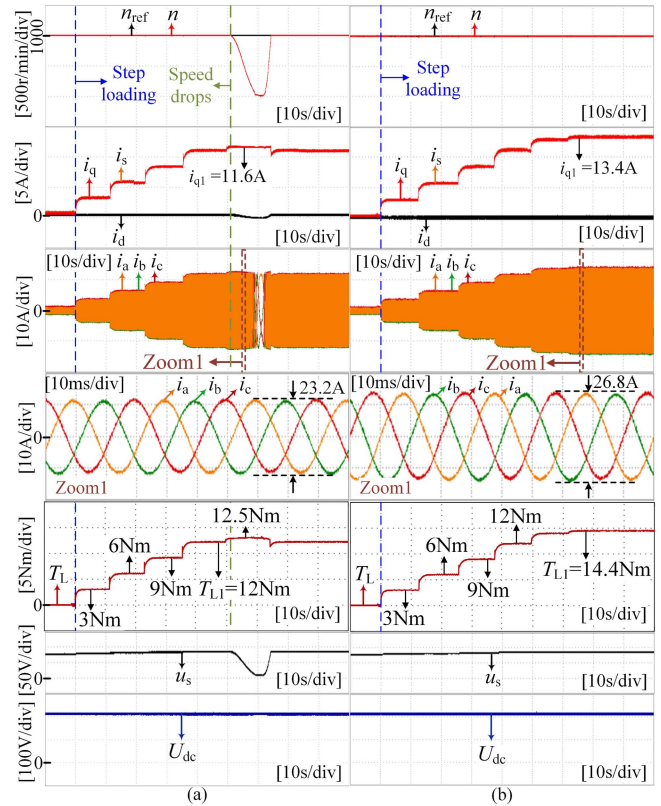 n_ref n
1000
[500r/min/div]
Step loading
Speed drops
[10s/div]
n_ref n
Step loading
[10s/div]
[5A/div]
0
i_q
i_s
i_q1 =11.6A
i_d
[10s/div]
i_q
i_s
i_q1 =13.4A
i_d
[10s/div]
[10A/div]
0
[10s/div] i_a i_b i_c
Zoom1
[10s/div] i_a i_b i_c
Zoom1
[10A/div]
0
[10ms/div] i_a i_b i_c 23.2A
Zoom1
[10ms/div] i_b i_c i_a 26.8A
Zoom1
[5Nm/div]
0
12.5Nm
6Nm
T_L
9Nm
T_L1=12Nm
3Nm
[10s/div]
12Nm
6Nm
T_L
9Nm
T_L1=14.4Nm
3Nm
[10s/div]
[50V/div]
50
u_s
[10s/div]
u_s
[10s/div]
[100V/div]
0
U_dc
[10s/div]
U_dc
[10s/div]
(a)
(b)